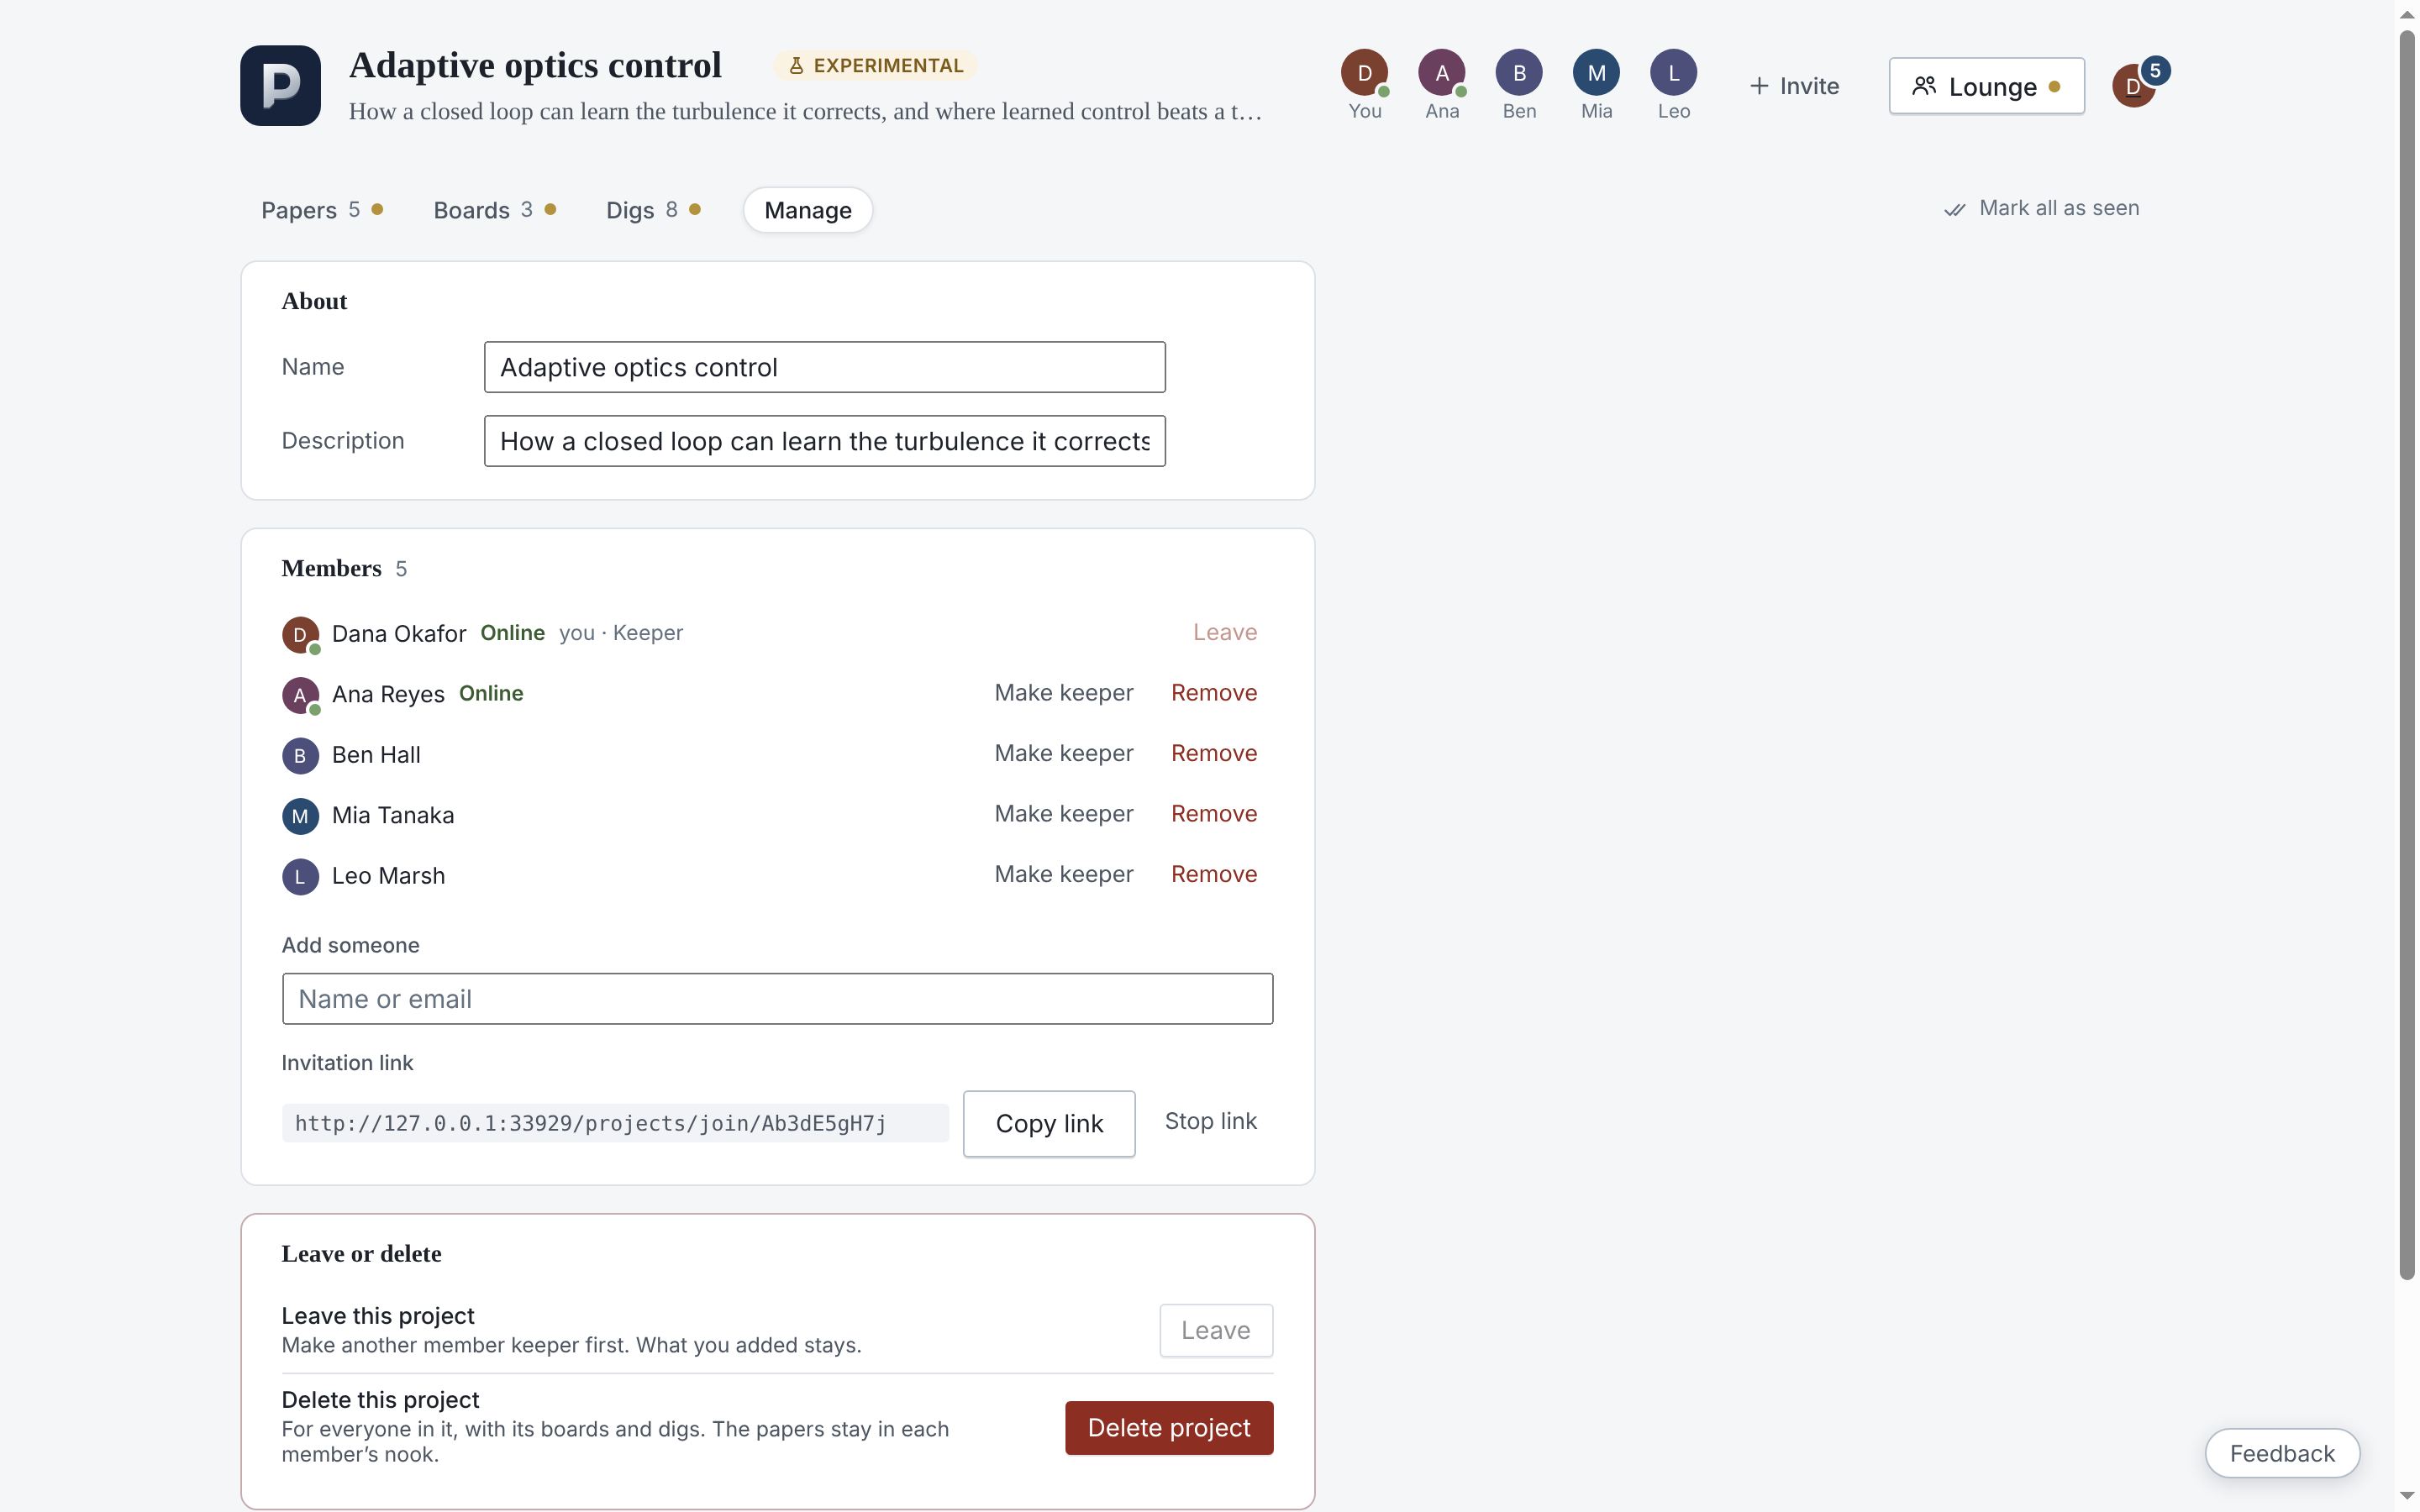 P
Adaptive optics control
EXPERIMENTAL
How a closed loop can learn the turbulence it corrects, and where learned control beats a t…
D A B M L
You Ana Ben Mia Leo
+ Invite
Lounge
D 5
Papers 5 Boards 3 Digs 8 Manage
Mark all as seen
About
Name Adaptive optics control
Description How a closed loop can learn the turbulence it corrects
Members 5
D Dana Okafor Online you · Keeper Leave
A Ana Reyes Online Make keeper Remove
B Ben Hall Make keeper Remove
M Mia Tanaka Make keeper Remove
L Leo Marsh Make keeper Remove
Add someone
Name or email
Invitation link
http://127.0.0.1:33929/projects/join/Ab3dE5gH7j Copy link Stop link
Leave or delete
Leave this project
Make another member keeper first. What you added stays.
Leave
Delete this project
For everyone in it, with its boards and digs. The papers stay in each
member’s nook.
Delete project
Feedback